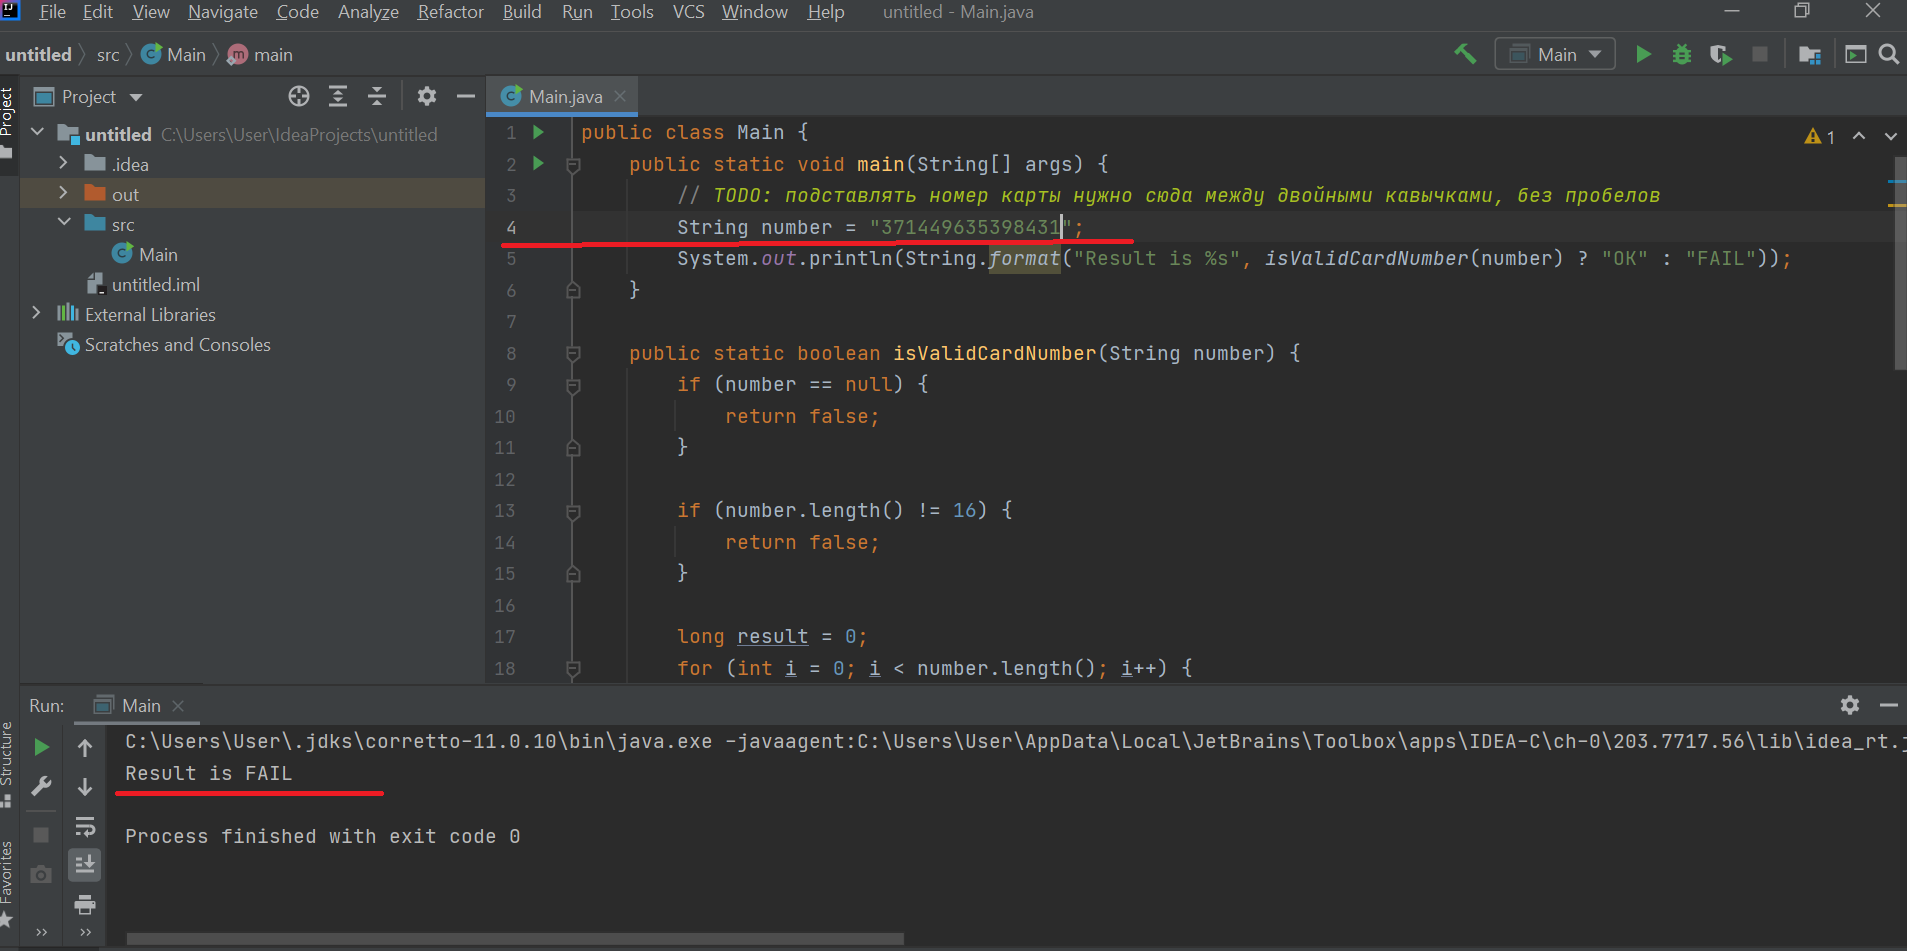 File Edit View Navigate Code Analyze Refactor Build Run Tools VCS Window Help untitled - Main.java
untitled src Main main Main
Project
Project
untitled C:\Users\User\IdeaProjects\untitled
.idea
out
src
Main
untitled.iml
External Libraries
Scratches and Consoles
Main.java
1 public class Main {
2 public static void main(String[] args) {
3 // TODO: подставлять номер карты нужно сюда между двойными кавычками, без пробелов
4 String number = "371449635398431";
5 System.out.println(String.format("Result is %s", isValidCardNumber(number) ? "OK" : "FAIL"));
6 }
7
8 public static boolean isValidCardNumber(String number) {
9 if (number == null) {
10 return false;
11 }
12
13 if (number.length() != 16) {
14 return false;
15 }
16
17 long result = 0;
18 for (int i = 0; i < number.length(); i++) {
1
Run: Main
C:\Users\User\.jdks\corretto-11.0.10\bin\java.exe -javaagent:C:\Users\User\AppData\Local\JetBrains\Toolbox\apps\IDEA-C\ch-0\203.7717.56\lib\idea_rt.j
Result is FAIL
Process finished with exit code 0
Structure
Favorites